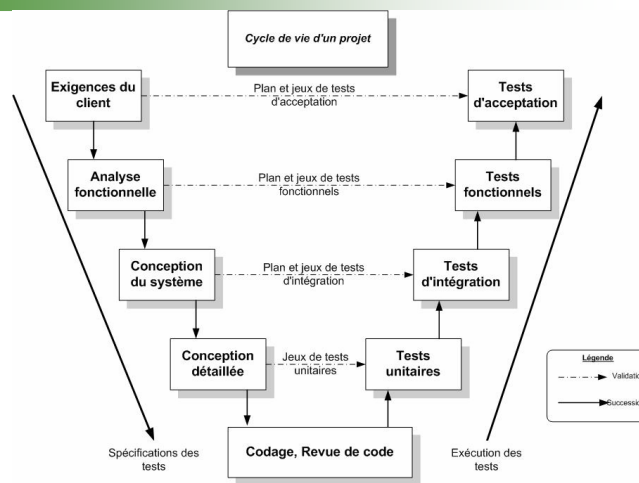 Cycle de vie d'un projet
Exigences du
client
Plan et jeux de tests
d'acceptation
Tests
d'acceptation
Analyse
fonctionnelle
Plan et jeux de tests
fonctionnels
Tests
fonctionnels
Conception
du système
Plan et jeux de tests
d'intégration
Tests
d'intégration
Conception
détaillée
Jeux de tests
unitaires
Tests
unitaires
Légende
Validatio
Succession
Spécifications des
tests
Codage, Revue de code
Exécution des
tests